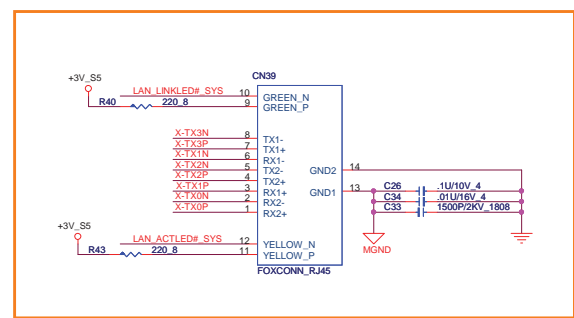 CN39
+3V_S5
LAN_LINKLED#_SYS 10 GREEN_N
R40 220_8 9 GREEN_P
X-TX3N 8 TX1-
X-TX3P 7 TX1+
X-TX1N 6 RX1-
X-TX2N 5 TX2- GND2 14
X-TX2P 4 TX2+
X-TX1P 3 RX1+ GND1 13 C26 .1U/10V_4
X-TX0N 2 RX2- C34 .01U/16V_4
X-TX0P 1 RX2+ C33 1500P/2KV_1808
+3V_S5
LAN_ACTLED#_SYS 12 YELLOW_N
R43 220_8 11 YELLOW_P
MGND
FOXCONN_RJ45